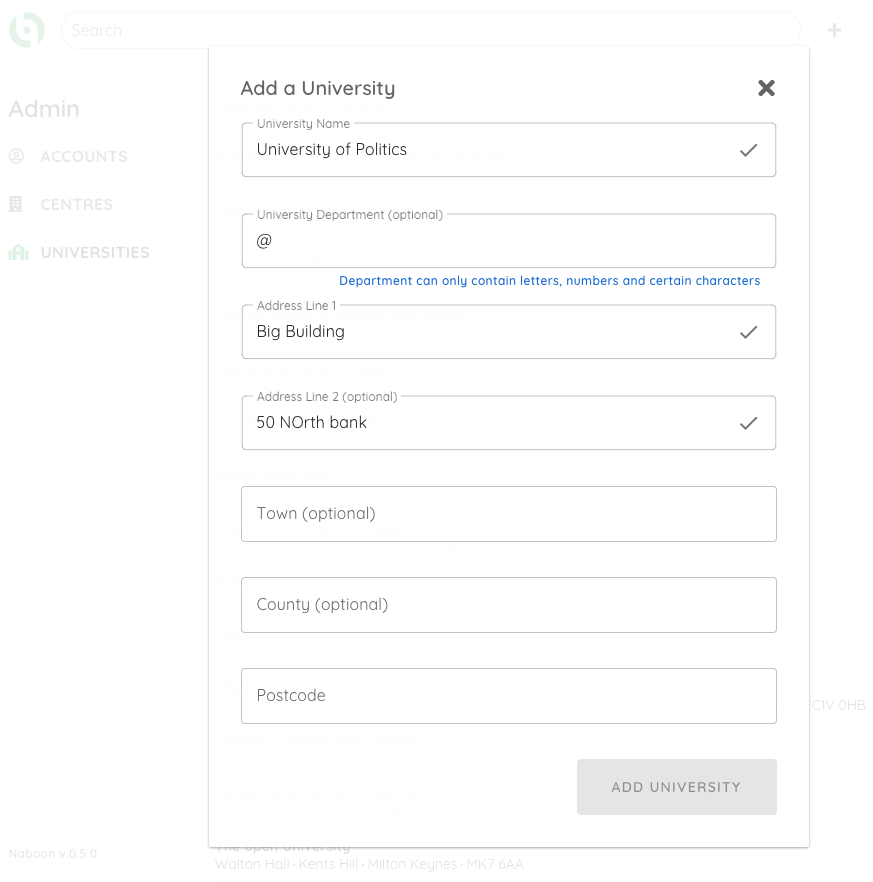 Search
Add a University
Admin
University Name
University of Politics
ACCOUNTS
CENTRES
University Department (optional)
@
UNIVERSITIES
Department can only contain letters, numbers and certain characters
Address Line 1
Big Building
Address Line 2 (optional)
50 NOrth bank
Town (optional)
County (optional)
Postcode
C1V 0HB
ADD UNIVERSITY
The Open University
Naboon v.0.5.0
Walton Hall · Kents Hill · Milton Keynes · MK7 6AA